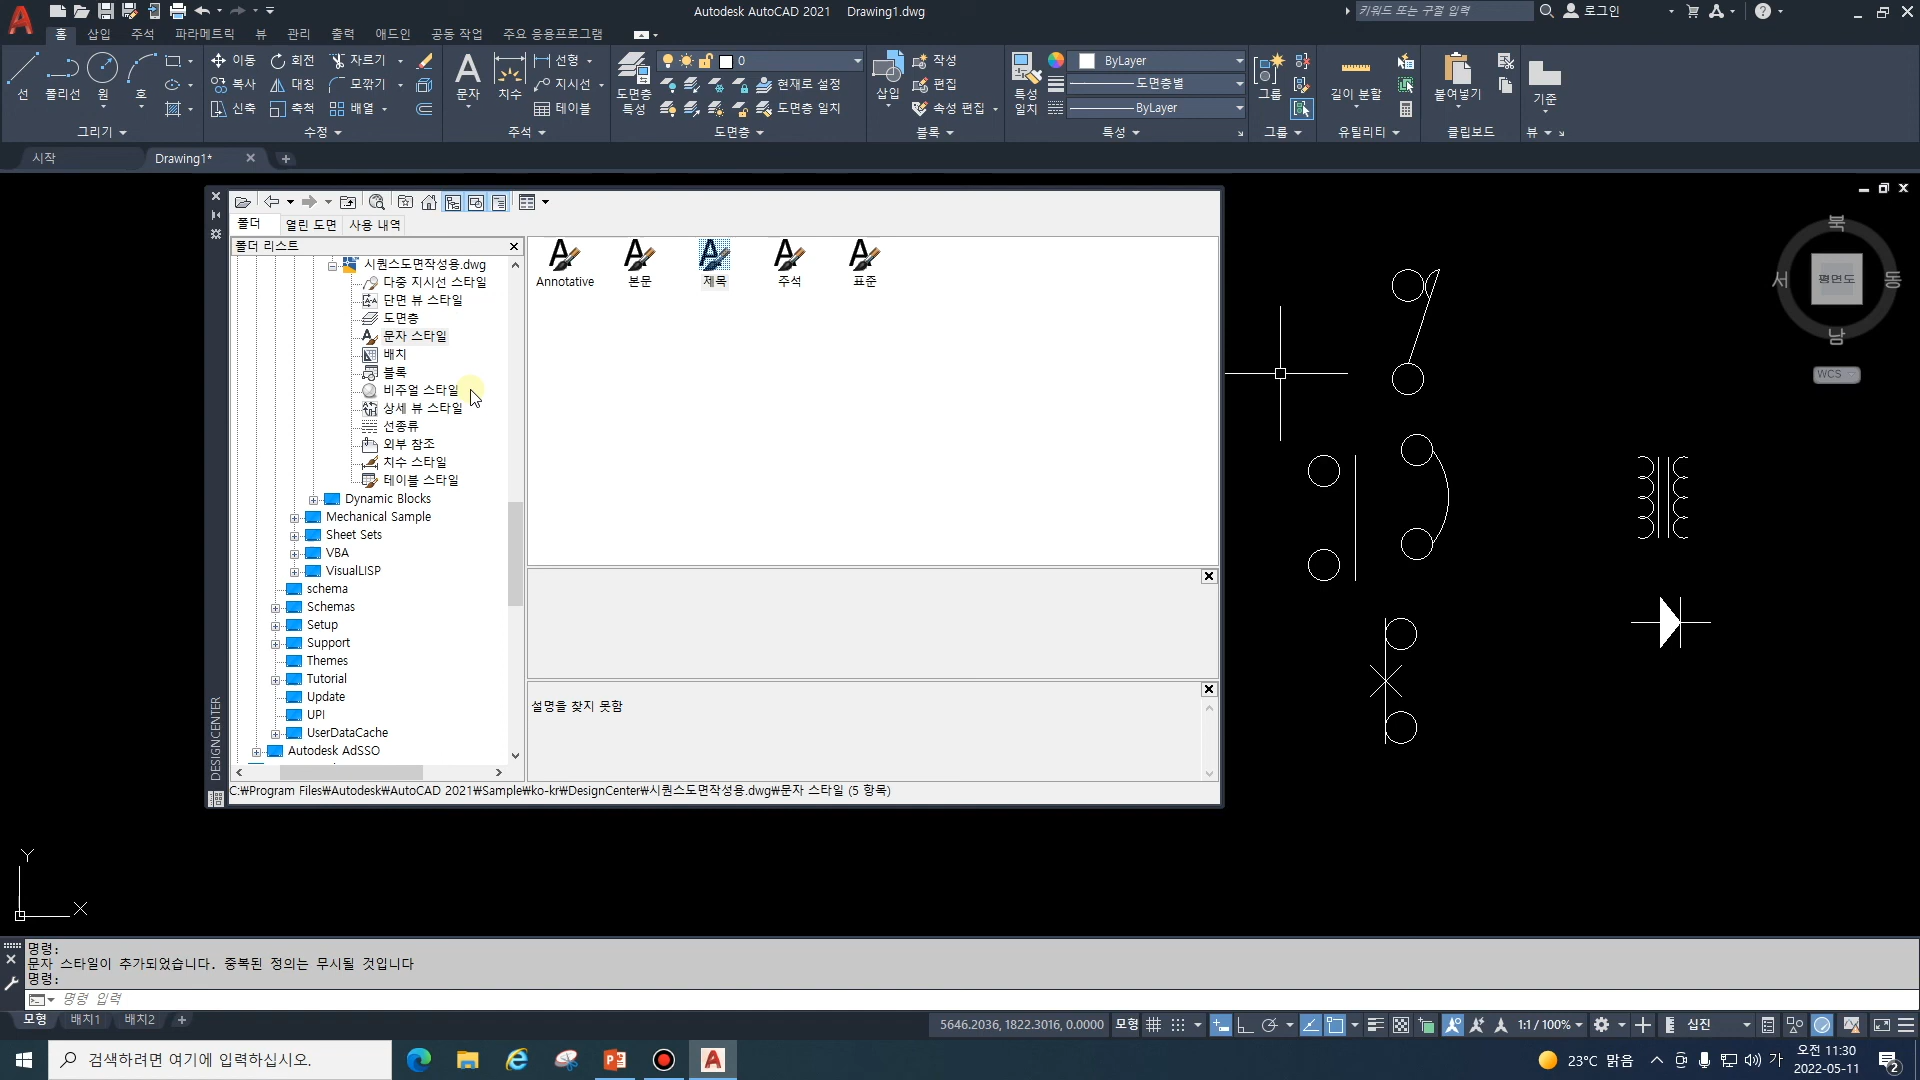 Autodesk AutoCAD 2021 Drawing1.dwg
키워드 또는 구절 입력
로그인
홈 삽입 주석 파라메트릭 뷰 관리 출력 애드인 공동 작업 주요 응용프로그램
선 폴리선 원 호
이동 회전 자르기
복사 대칭 모깎기
신축 축척 배열
문자 치수
선형
지시선
테이블
도면층
특성
0
현재로 설정
도면층 일치
삽입
작성
편집
속성 편집
특성
일치
ByLayer
도면층별
ByLayer
그룹
길이 분할
붙여넣기
기준
그리기 수정 주석 도면층 블록 특성 그룹 유틸리티 클립보드 뷰
시작 Drawing1*
폴더 열린 도면 사용 내역
폴더 리스트
시퀀스도면작성용.dwg
다중 지시선 스타일
단면 뷰 스타일
도면층
문자 스타일
배치
블록
비주얼 스타일
상세 뷰 스타일
선종류
외부 참조
치수 스타일
테이블 스타일
Dynamic Blocks
Mechanical Sample
Sheet Sets
VBA
VisualLISP
schema
Schemas
Setup
Support
Themes
Tutorial
Update
UPI
UserDataCache
Autodesk AdSSO
DESIGNCENTER
Annotative 본문 제목 주석 표준
설명을 찾지 못함
C:₩Program Files₩Autodesk₩AutoCAD 2021₩Sample₩ko-kr₩DesignCenter₩시퀀스도면작성용.dwg₩문자 스타일 (5 항목)
북
서 평면도 동
남
WCS
Y
X
명령:
문자 스타일이 추가되었습니다. 중복된 정의는 무시될 것입니다
명령:
명령 입력
모형 배치1 배치2
5646.2036, 1822.3016, 0.0000 모형 1:1 / 100% 십진
검색하려면 여기에 입력하십시오.
23°C 맑음
가
오전 11:30
2022-05-11
2